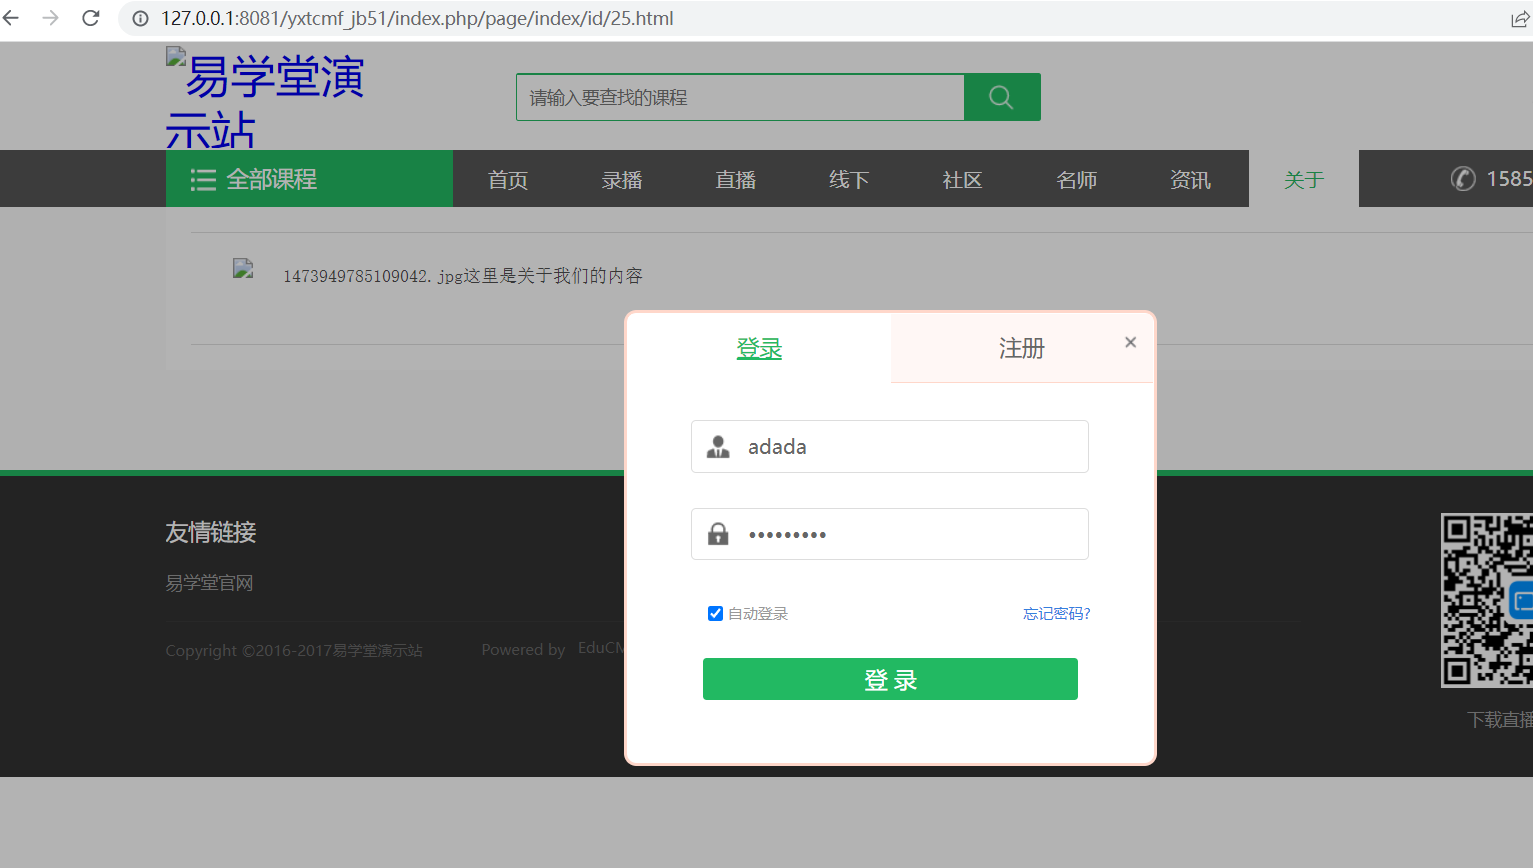 127.0.0.1:8081/yxtcmf_jb51/index.php/page/index/id/25.html
易学堂演
示站
请输入要查找的课程
全部课程 首页 录播 直播 线下 社区 名师 资讯 关于 1585
1473949785109042.jpg这里是关于我们的内容
登录 注册 ×
adada
•••••••••
自动登录 忘记密码?
登 录
友情链接
易学堂官网
Copyright ©2016-2017易学堂演示站 Powered by EduCM
下载直播